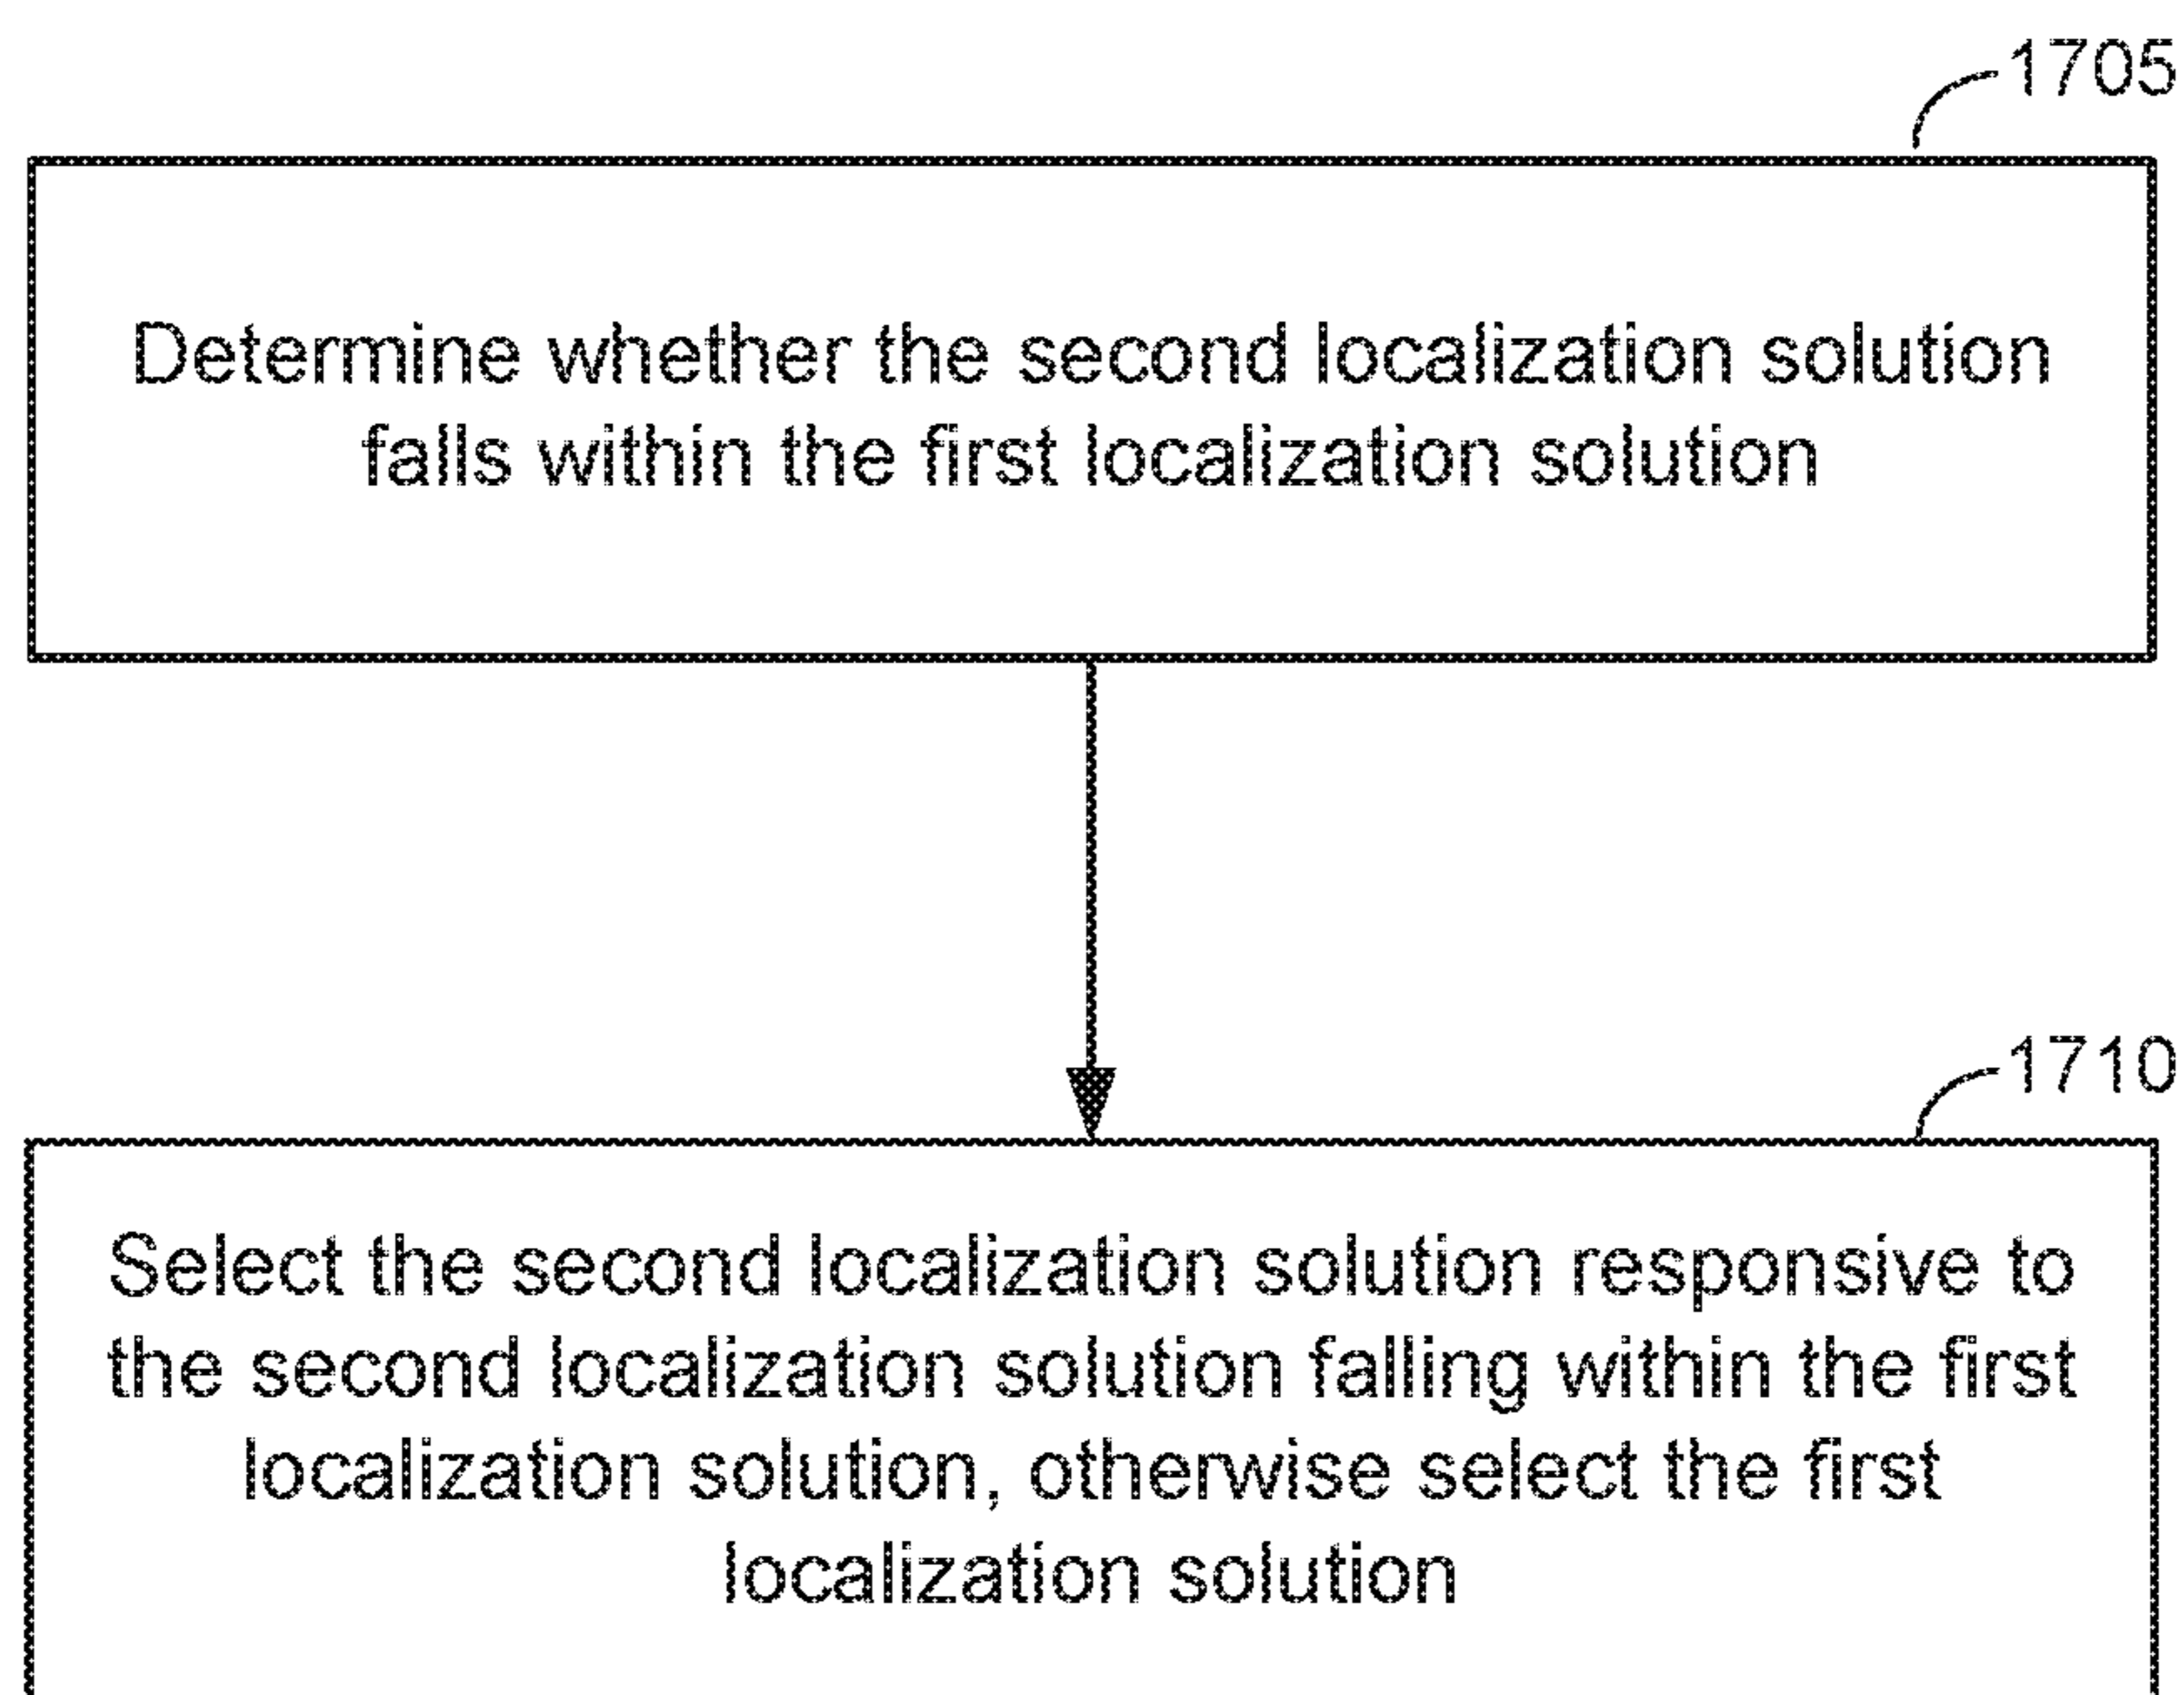 1705
Determine whether the second localization solution
falls within the first localization solution
1710
Select the second localization solution responsive to
the second localization solution falling within the first
localization solution, otherwise select the first
localization solution